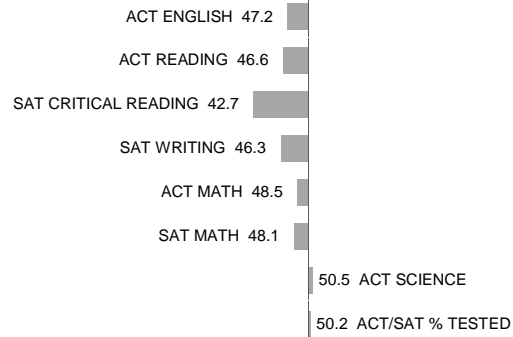 ACT ENGLISH 47.2
ACT READING 46.6
SAT CRITICAL READING 42.7
SAT WRITING 46.3
ACT MATH 48.5
SAT MATH 48.1
50.5 ACT SCIENCE
50.2 ACT/SAT % TESTED